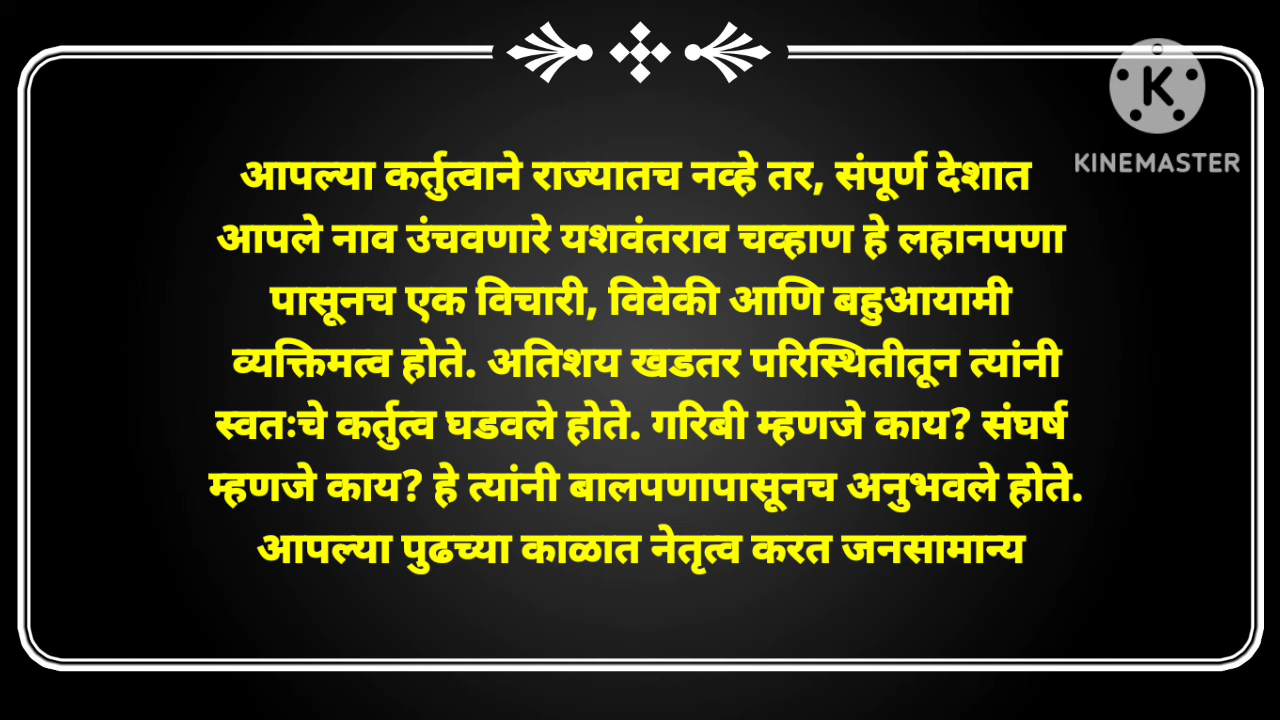 KINEMASTER
आपल्या कर्तुत्वाने राज्यातच नव्हे तर, संपूर्ण देशात
आपले नाव उंचवणारे यशवंतराव चव्हाण हे लहानपणा
पासूनच एक विचारी, विवेकी आणि बहुआयामी
व्यक्तिमत्व होते. अतिशय खडतर परिस्थितीतून त्यांनी
स्वतःचे कर्तुत्व घडवले होते. गरिबी म्हणजे काय? संघर्ष
म्हणजे काय? हे त्यांनी बालपणापासूनच अनुभवले होते.
आपल्या पुढच्या काळात नेतृत्व करत जनसामान्य